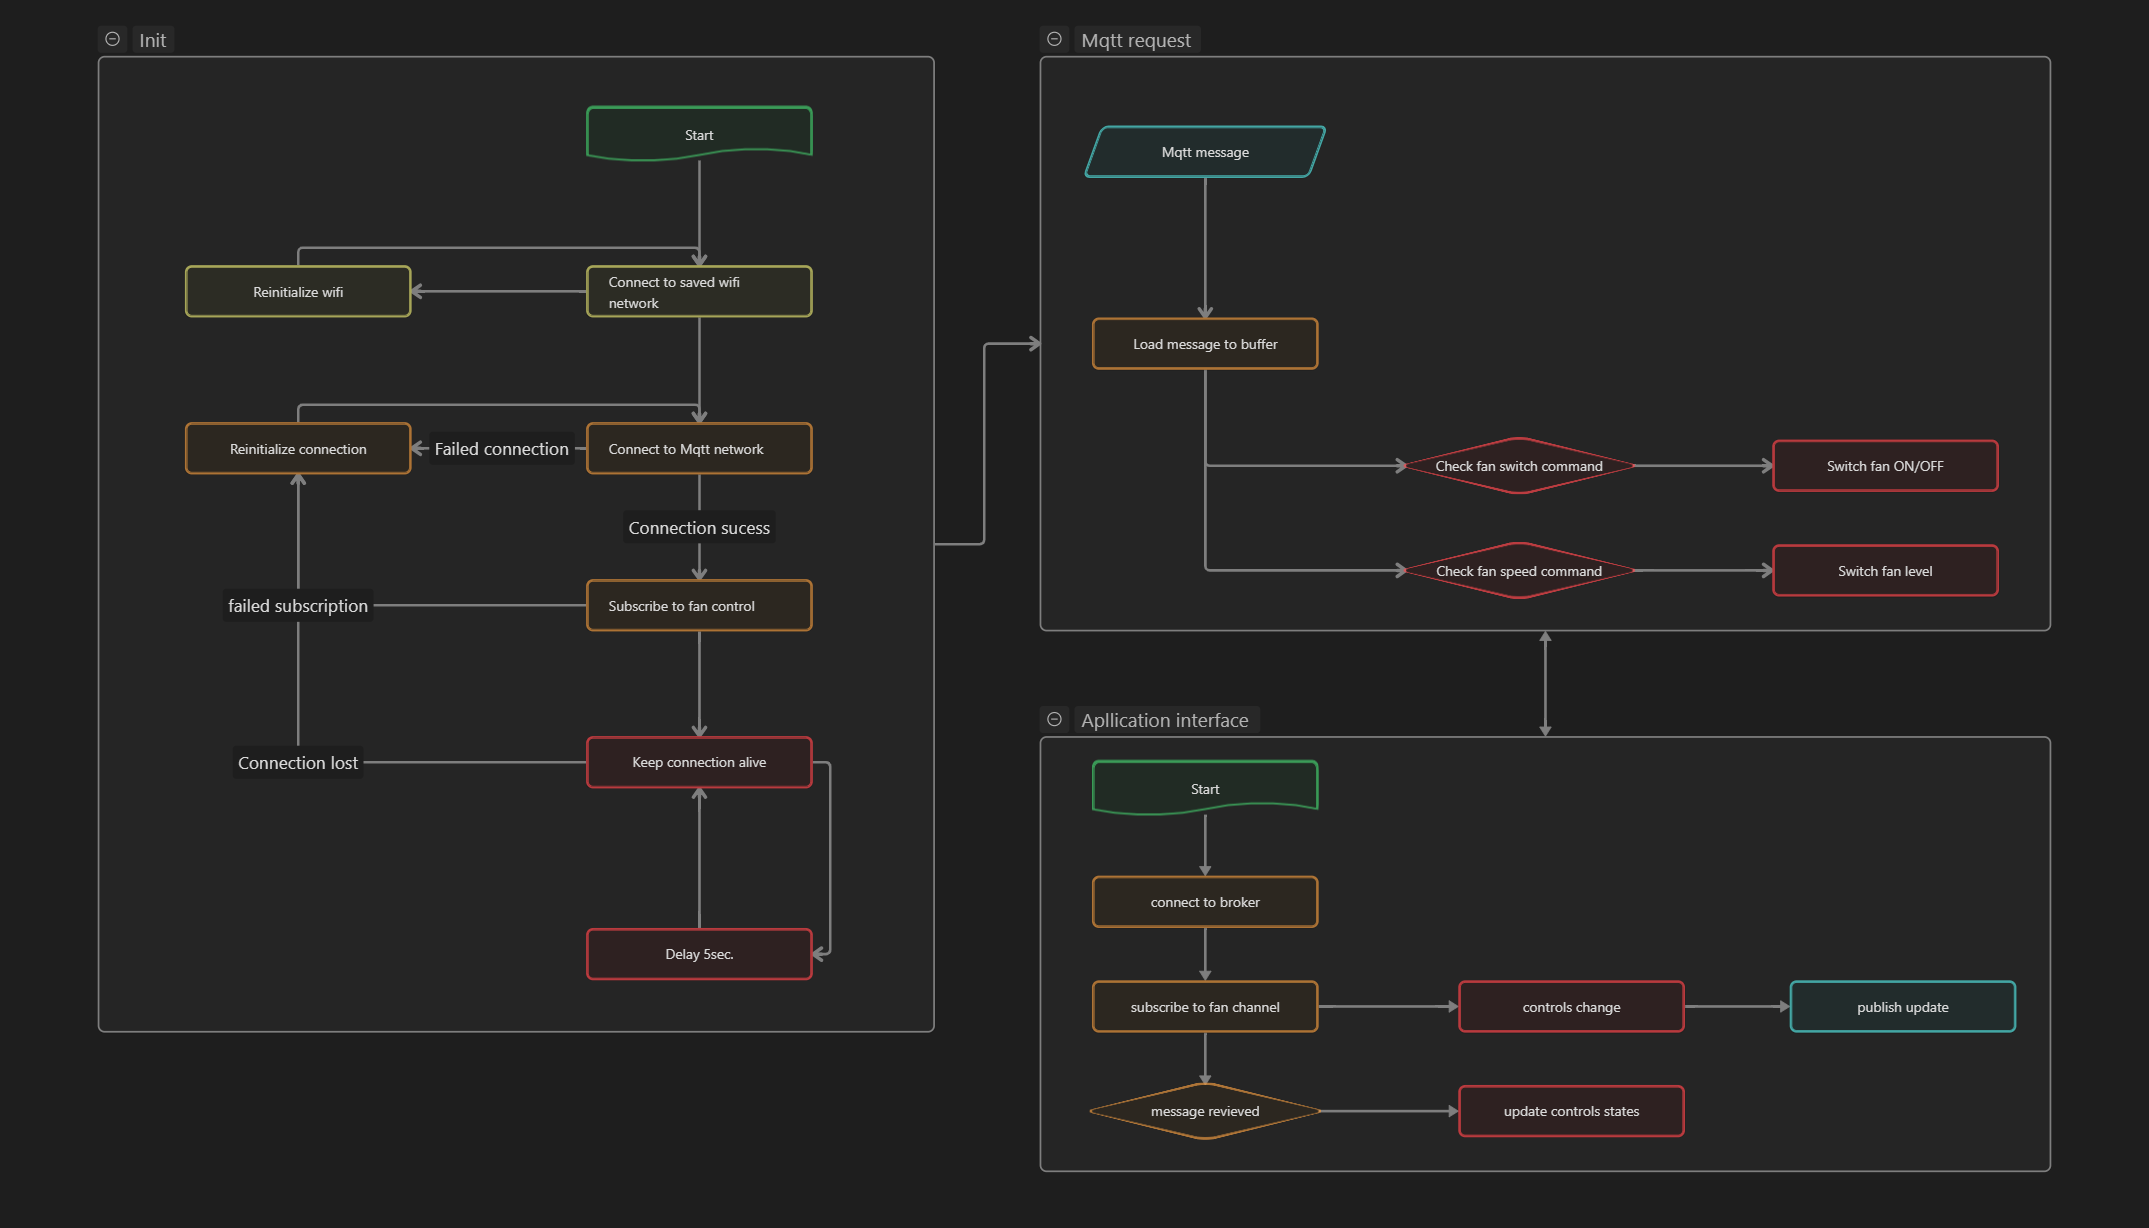 Init
Start
Reinitialize wifi
Connect to saved wifi
network
Reinitialize connection
Failed connection
Connect to Mqtt network
Connection sucess
failed subscription
Subscribe to fan control
Connection lost
Keep connection alive
Delay 5sec.
Mqtt request
Mqtt message
Load message to buffer
Check fan switch command
Switch fan ON/OFF
Check fan speed command
Switch fan level
Apllication interface
Start
connect to broker
subscribe to fan channel
controls change
publish update
message revieved
update controls states